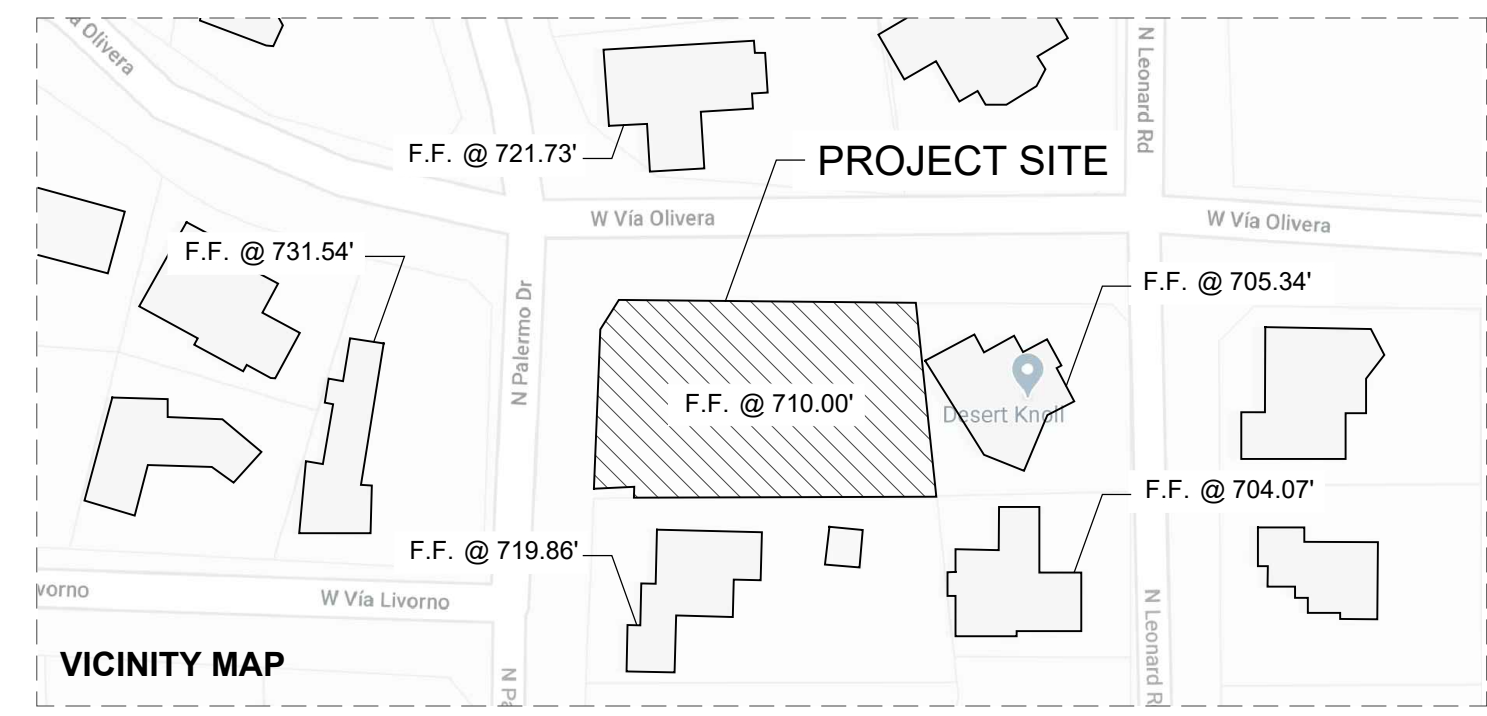 a Olivera
N Leonard Rd
F.F. @ 721.73'
PROJECT SITE
W Vía Olivera
W Vía Olivera
F.F. @ 731.54'
F.F. @ 705.34'
N Palermo Dr
F.F. @ 710.00'
Desert Knoll
F.F. @ 704.07'
F.F. @ 719.86'
vorno
W Vía Livorno
N Leonard R
VICINITY MAP
N Pa